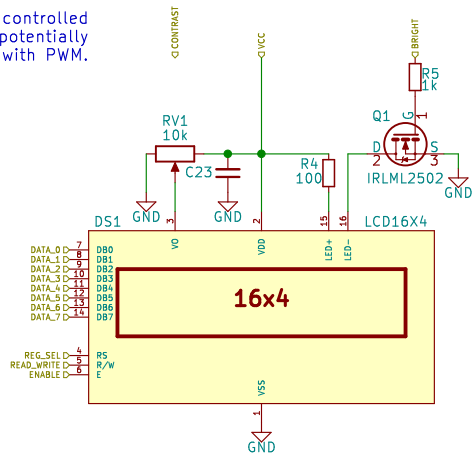 controlled
potentially
with PWM.
CONTRAST
VCC
BRIGHT
R5
1k
Q1
G
1
D
2
S
3
IRLML2502
GND
RV1
10k
C23
R4
100
GND
GND
3
2
15
16
DS1
LCD16X4
VO
VDD
LED+
LED-
DATA_0 7 DB0
DATA_1 8 DB1
DATA_2 9 DB2
DATA_3 10 DB3
DATA_4 11 DB4
DATA_5 12 DB5
DATA_6 13 DB6
DATA_7 14 DB7
16x4
REG_SEL 4 RS
READ_WRITE 5 R/W
ENABLE 6 E
VSS
1
GND